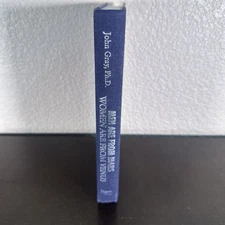 John Gray, Ph.D.
MEN ARE FROM MARS
WOMEN ARE FROM VENUS